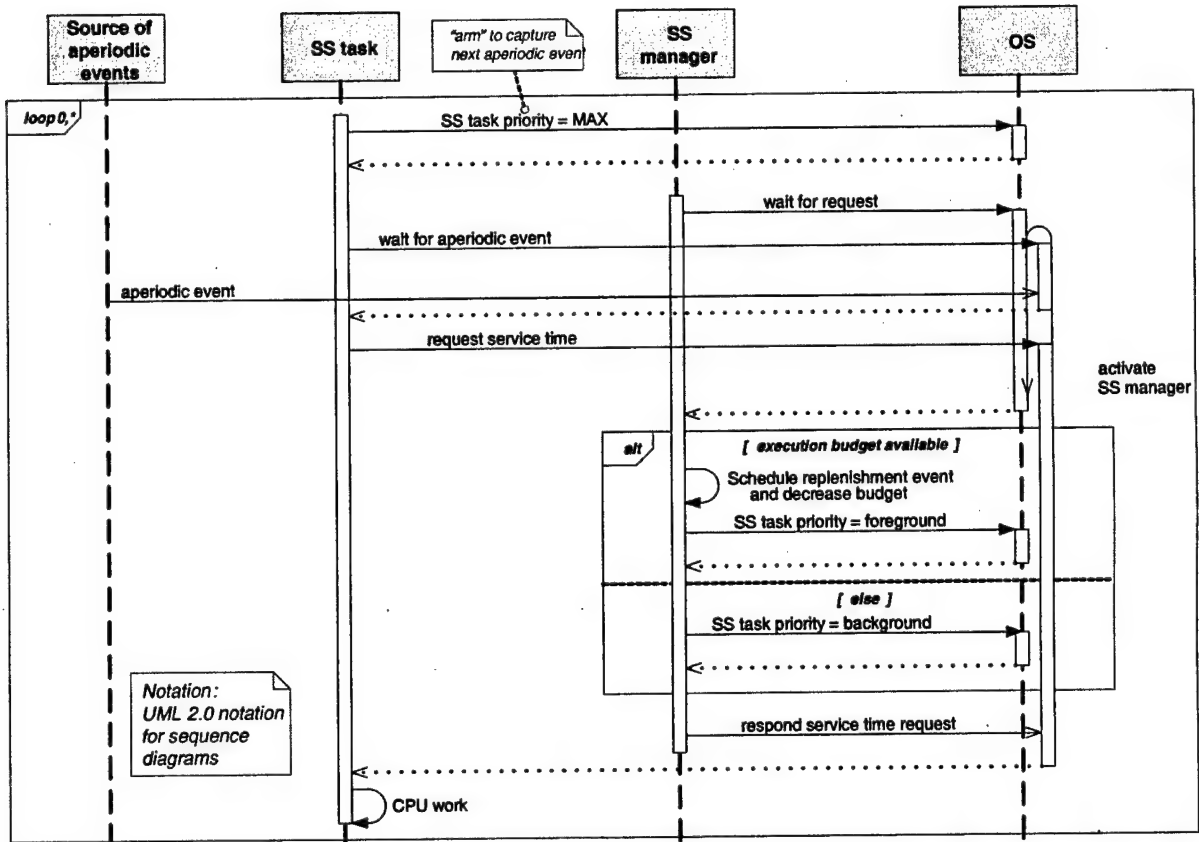 Source of
aperiodic
events
SS task
"arm" to capture
next aperiodic event
SS
manager
OS
loop 0,*
SS task priority = MAX
wait for request
wait for aperiodic event
aperiodic event
request service time
activate
SS manager
alt
[ execution budget available ]
Schedule replenishment event
and decrease budget
SS task priority = foreground
[ else ]
SS task priority = background
Notation:
UML 2.0 notation
for sequence
diagrams
respond service time request
CPU work